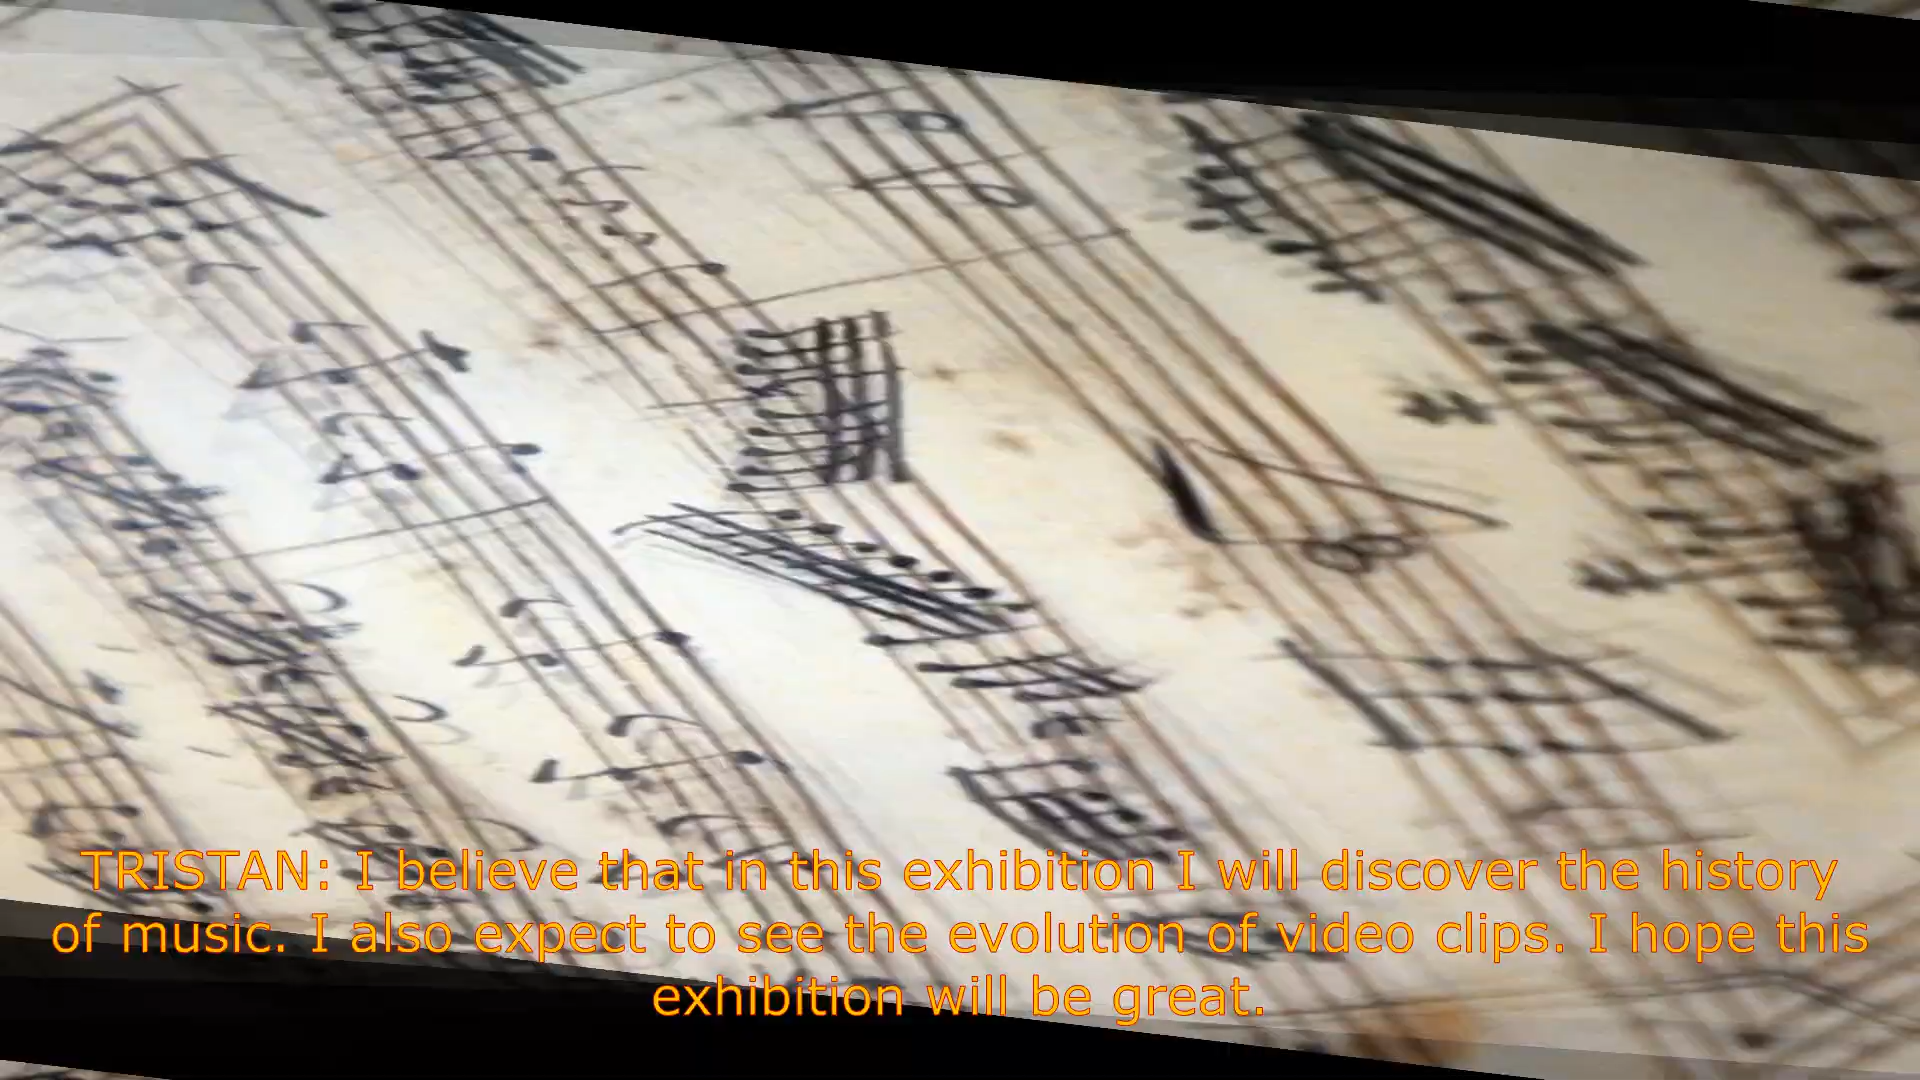 TRISTAN: I believe that in this exhibition I will discover the history
of music. I also expect to see the evolution of video clips. I hope this
exhibition will be great.